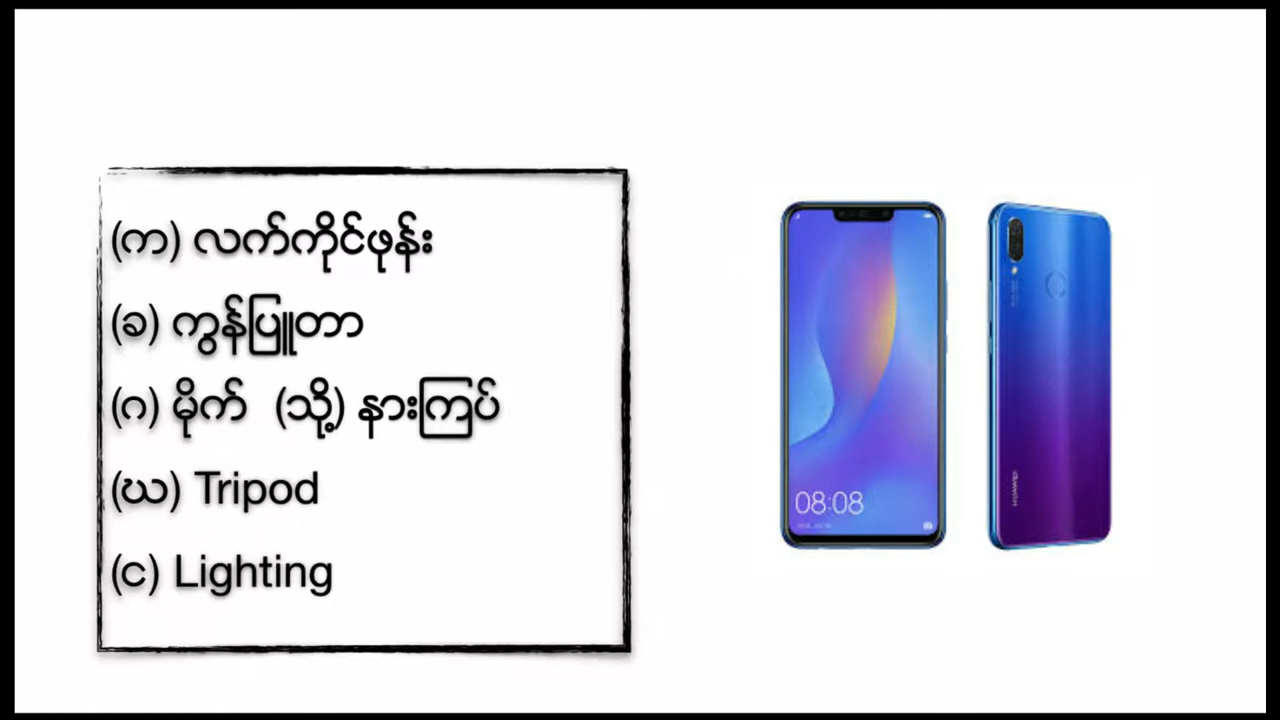 (က) လက်ကိုင်ဖုန်း
(ခ) ကွန်ပြူတာ
(ဂ) မိုက် (သို့) နားကြပ်
(ဃ) Tripod
(င) Lighting
08:08
HUAWEI